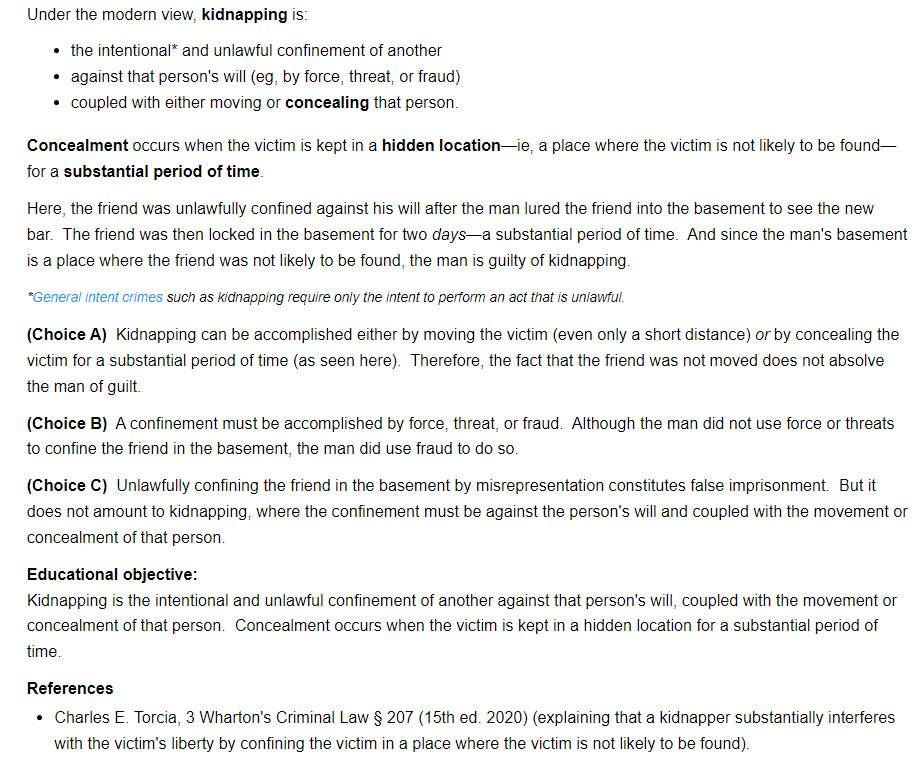 Under the modern view, kidnapping is:
• the intentional* and unlawful confinement of another
• against that person's will (eg, by force, threat, or fraud)
• coupled with either moving or concealing that person.
Concealment occurs when the victim is kept in a hidden location—ie, a place where the victim is not likely to be found—
for a substantial period of time.
Here, the friend was unlawfully confined against his will after the man lured the friend into the basement to see the new
bar.  The friend was then locked in the basement for two days—a substantial period of time.  And since the man's basement
is a place where the friend was not likely to be found, the man is guilty of kidnapping.
*General intent crimes such as kidnapping require only the intent to perform an act that is unlawful.
(Choice A)  Kidnapping can be accomplished either by moving the victim (even only a short distance) or by concealing the
victim for a substantial period of time (as seen here).  Therefore, the fact that the friend was not moved does not absolve
the man of guilt.
(Choice B)  A confinement must be accomplished by force, threat, or fraud.  Although the man did not use force or threats
to confine the friend in the basement, the man did use fraud to do so.
(Choice C)  Unlawfully confining the friend in the basement by misrepresentation constitutes false imprisonment.  But it
does not amount to kidnapping, where the confinement must be against the person's will and coupled with the movement or
concealment of that person.
Educational objective:
Kidnapping is the intentional and unlawful confinement of another against that person's will, coupled with the movement or
concealment of that person.  Concealment occurs when the victim is kept in a hidden location for a substantial period of
time.
References
• Charles E. Torcia, 3 Wharton's Criminal Law § 207 (15th ed. 2020) (explaining that a kidnapper substantially interferes
with the victim's liberty by confining the victim in a place where the victim is not likely to be found).